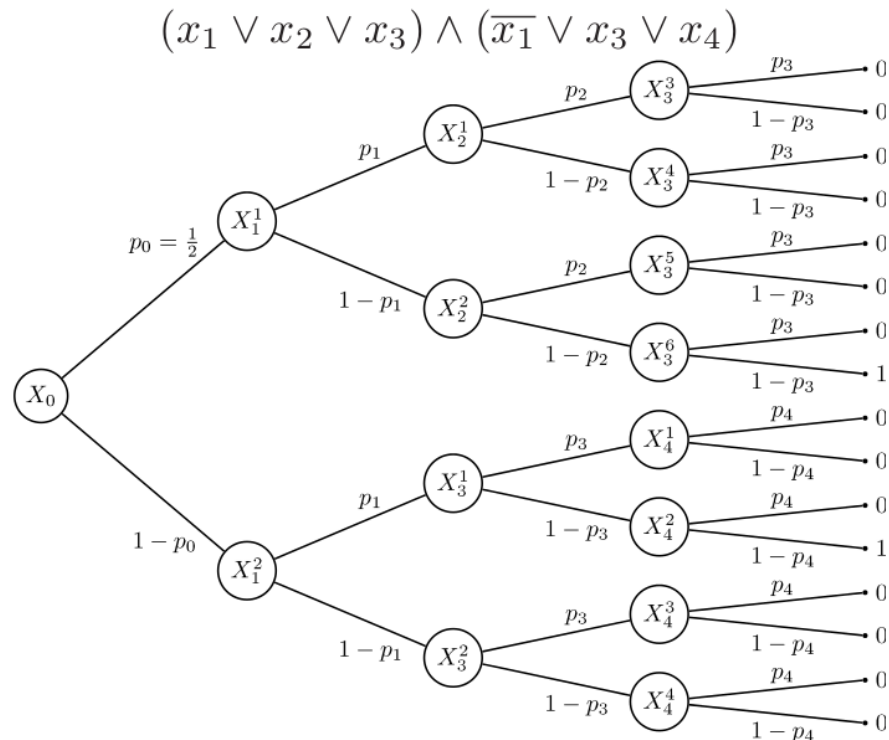 (x₁ ∨ x₂ ∨ x₃) ∧ (x̅₁ ∨ x₃ ∨ x₄)
p₃ 0
X₃³
p₂ 1 − p₃ 0
X₂¹
p₁ p₃ 0
1 − p₂ X₃⁴
1 − p₃ 0
X₁¹
p₀ = ½ p₃ 0
p₂ X₃⁵
1 − p₁ 1 − p₃ 0
X₂²
p₃ 0
1 − p₂ X₃⁶
1 − p₃ 1
X₀
p₄ 0
p₃ X₄¹
1 − p₄ 0
p₁ X₃¹
p₄ 0
1 − p₀ 1 − p₃ X₄²
1 − p₄ 1
X₁²
p₄ 0
p₃ X₄³
1 − p₁ 1 − p₄ 0
X₃²
p₄ 0
1 − p₃ X₄⁴
1 − p₄ 0